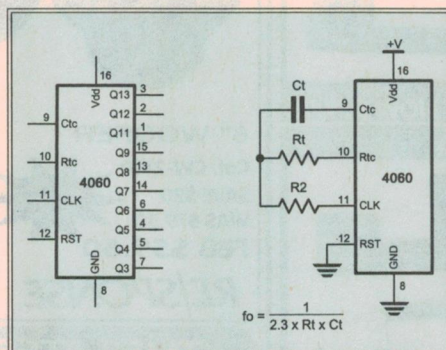 16
Vdd
Q13 3
Q12 2
9 Ctc
Q11 1
Q9 15
10 Rtc
Q8 13
4060
Q7 14
11 CLK
Q6 6
Q5 4
12 RST
Q4 5
GND
Q3 7
8
+V
16
Vdd
Ct
9 Ctc
Rt
10 Rtc
4060
R2
11 CLK
12 RST
GND
8
1
fo =
2.3 x Rt x Ct